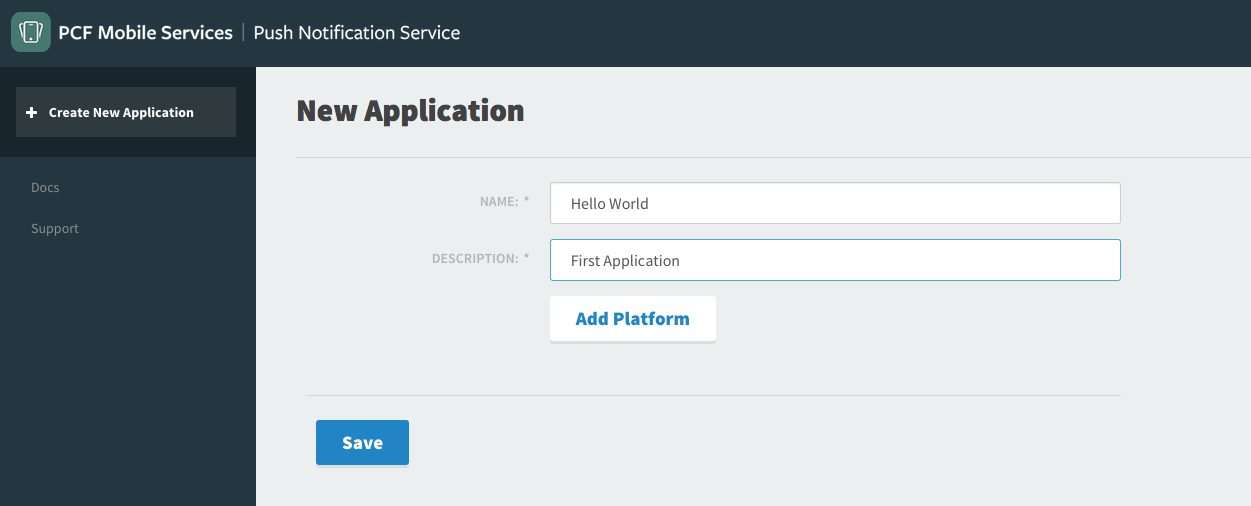 PCF Mobile Services | Push Notification Service
+ Create New Application
Docs
Support
New Application
NAME: * Hello World
DESCRIPTION: * First Application
Add Platform
Save